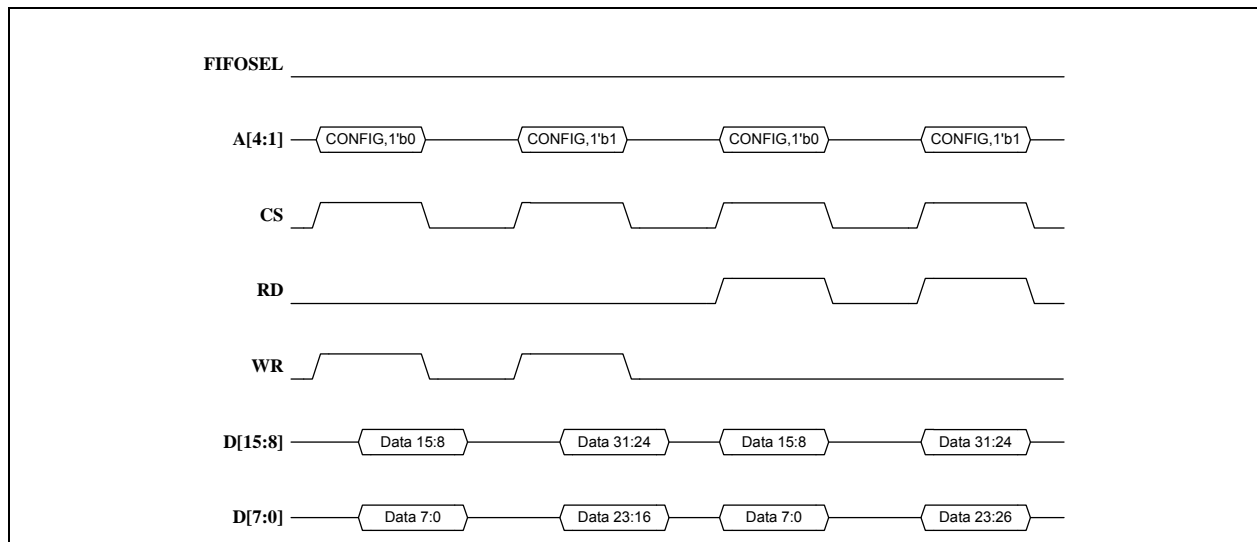 FIFOSEL
A[4:1] CONFIG,1'b0 CONFIG,1'b1 CONFIG,1'b0 CONFIG,1'b1
CS
RD
WR
D[15:8] Data 15:8 Data 31:24 Data 15:8 Data 31:24
D[7:0] Data 7:0 Data 23:16 Data 7:0 Data 23:26